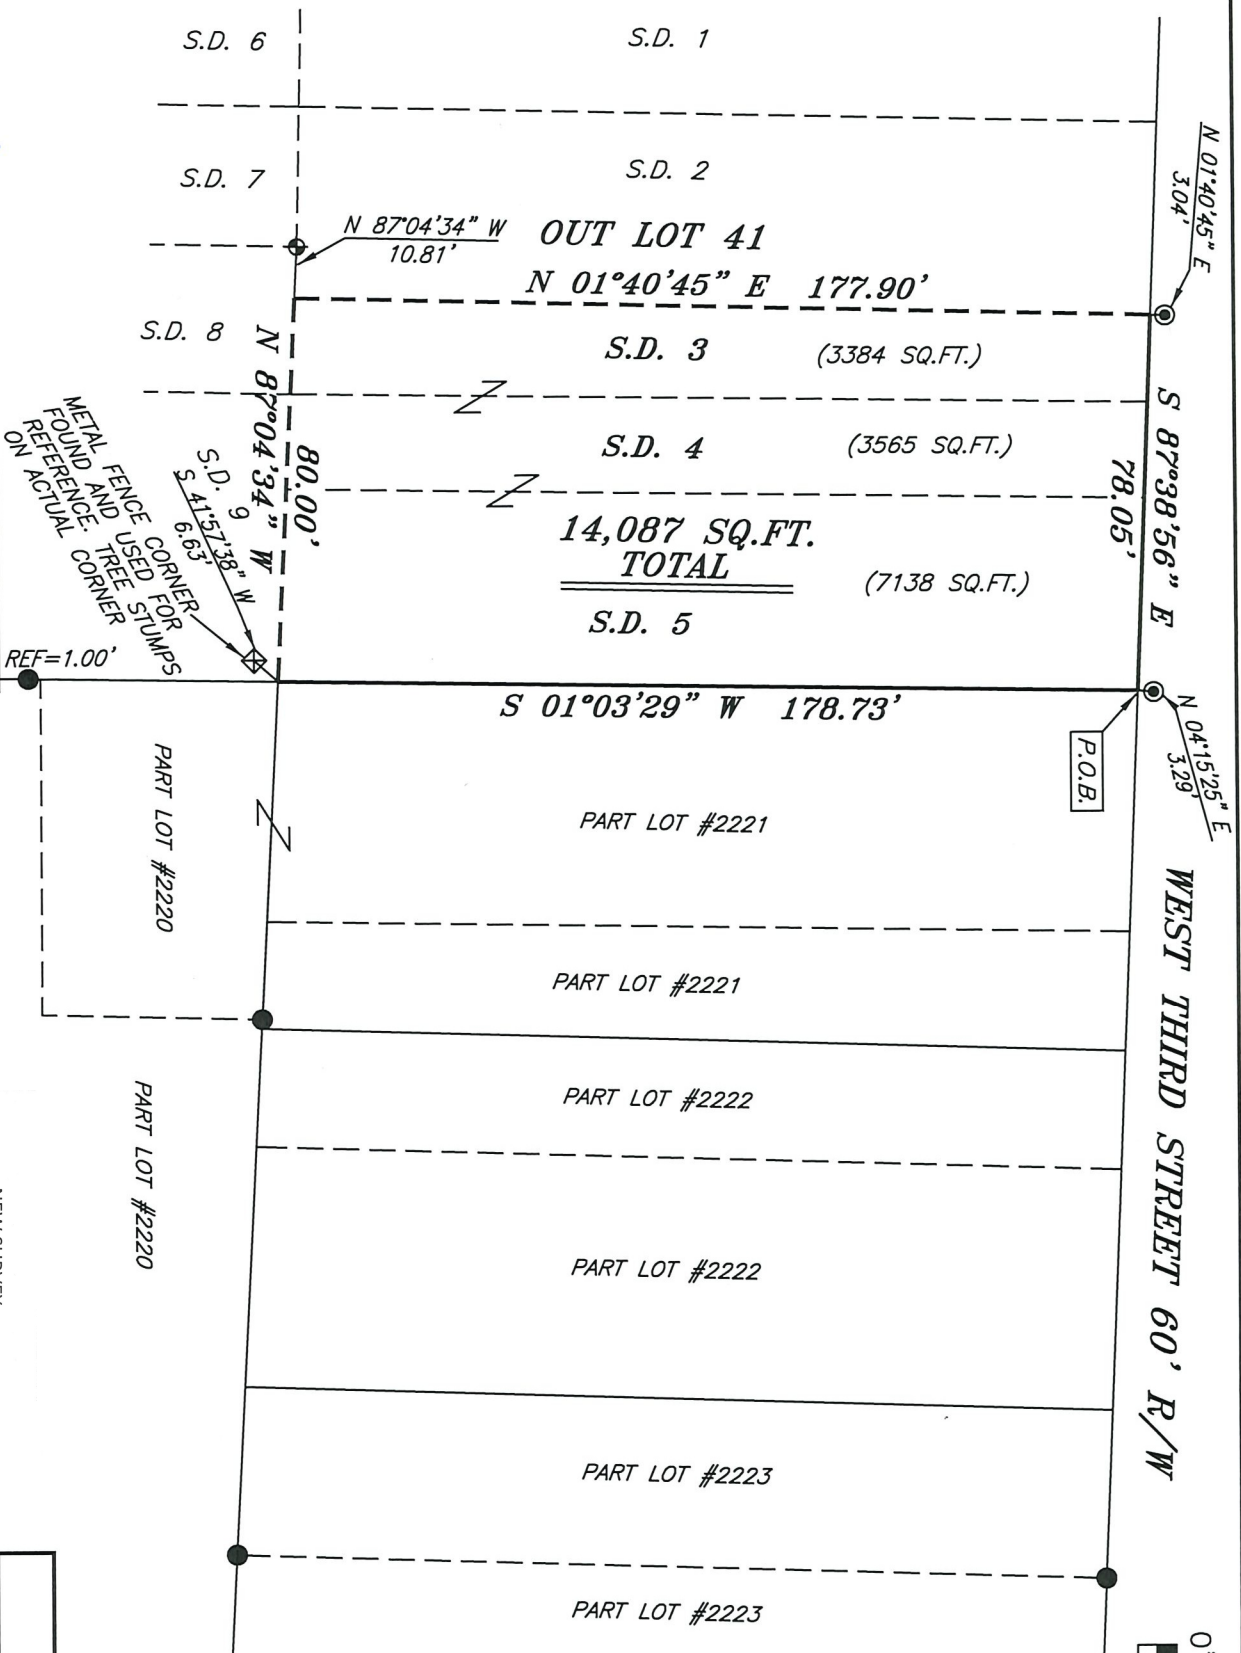 S.D. 6
S.D. 1
N 01°40'45" E
3.04'
S.D. 7
S.D. 2
N 87°04'34" W
10.81'
OUT LOT 41
N 01°40'45" E 177.90'
S.D. 8
S.D. 3
(3384 SQ.FT.)
N 87°04'34" W
80.00'
S 87°38'56" E
78.05'
S.D. 4
(3565 SQ.FT.)
S.D. 9
S 41°57'38" W
6.63'
METAL FENCE CORNER
FOUND AND USED FOR
REFERENCE. TREE STUMPS
ON ACTUAL CORNER
14,087 SQ.FT.
TOTAL
(7138 SQ.FT.)
S.D. 5
REF=1.00'
S 01°03'29" W 178.73'
N 04°15'25" E
3.29'
P.O.B.
PART LOT #2220
PART LOT #2221
WEST THIRD STREET 60' R/W
PART LOT #2221
PART LOT #2220
PART LOT #2222
PART LOT #2222
PART LOT #2223
PART LOT #2223